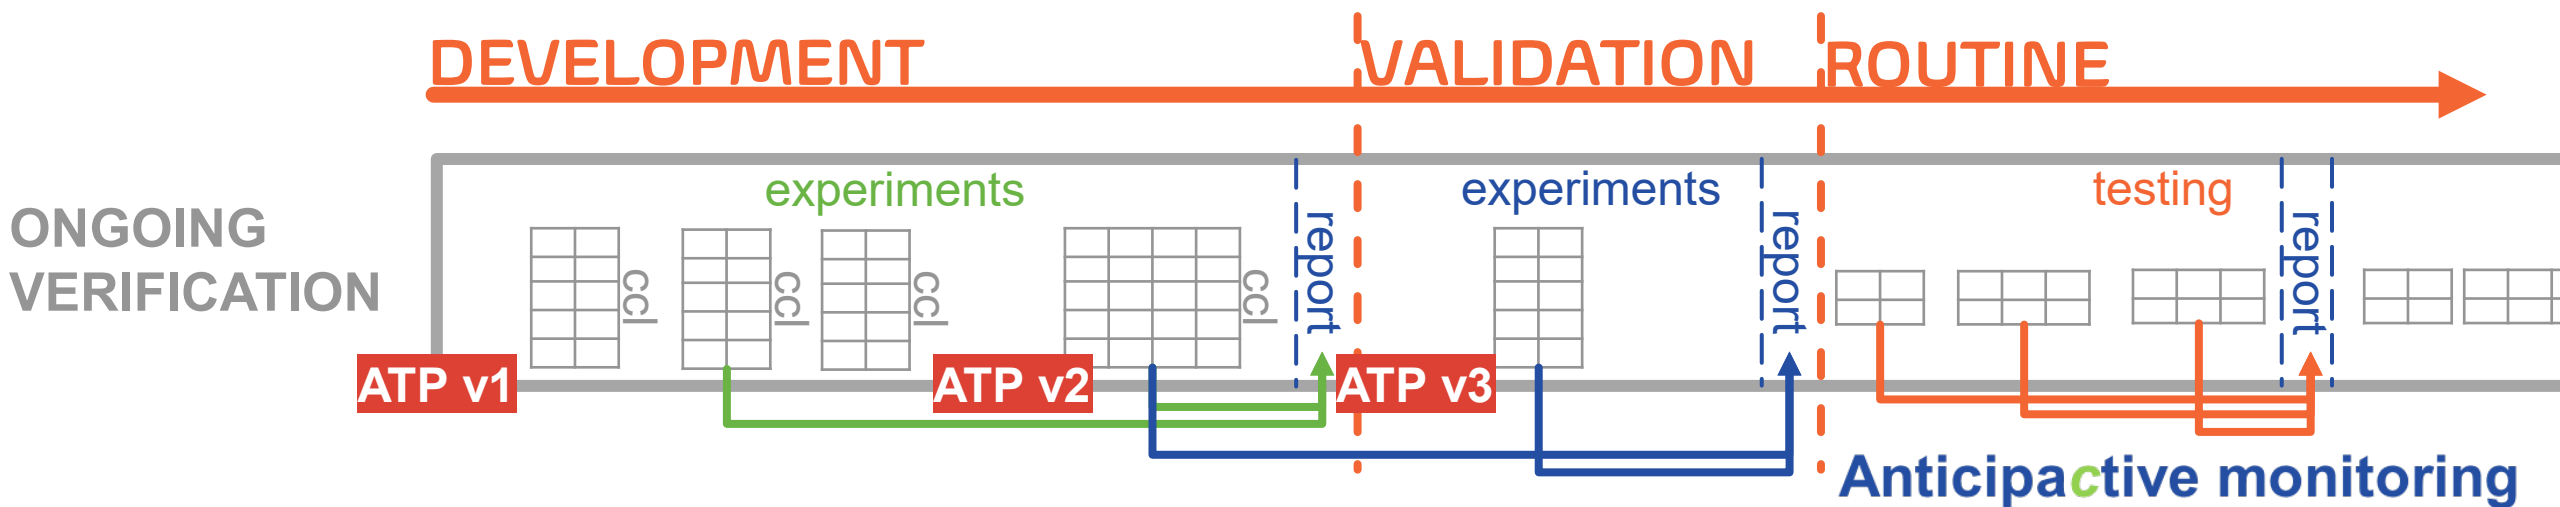 DEVELOPMENT
VALIDATION
ROUTINE
ONGOING
VERIFICATION
experiments
experiments
testing
ccl
ccl
ccl
ccl
report
report
report
ATP v1
ATP v2
ATP v3
Anticipactive monitoring